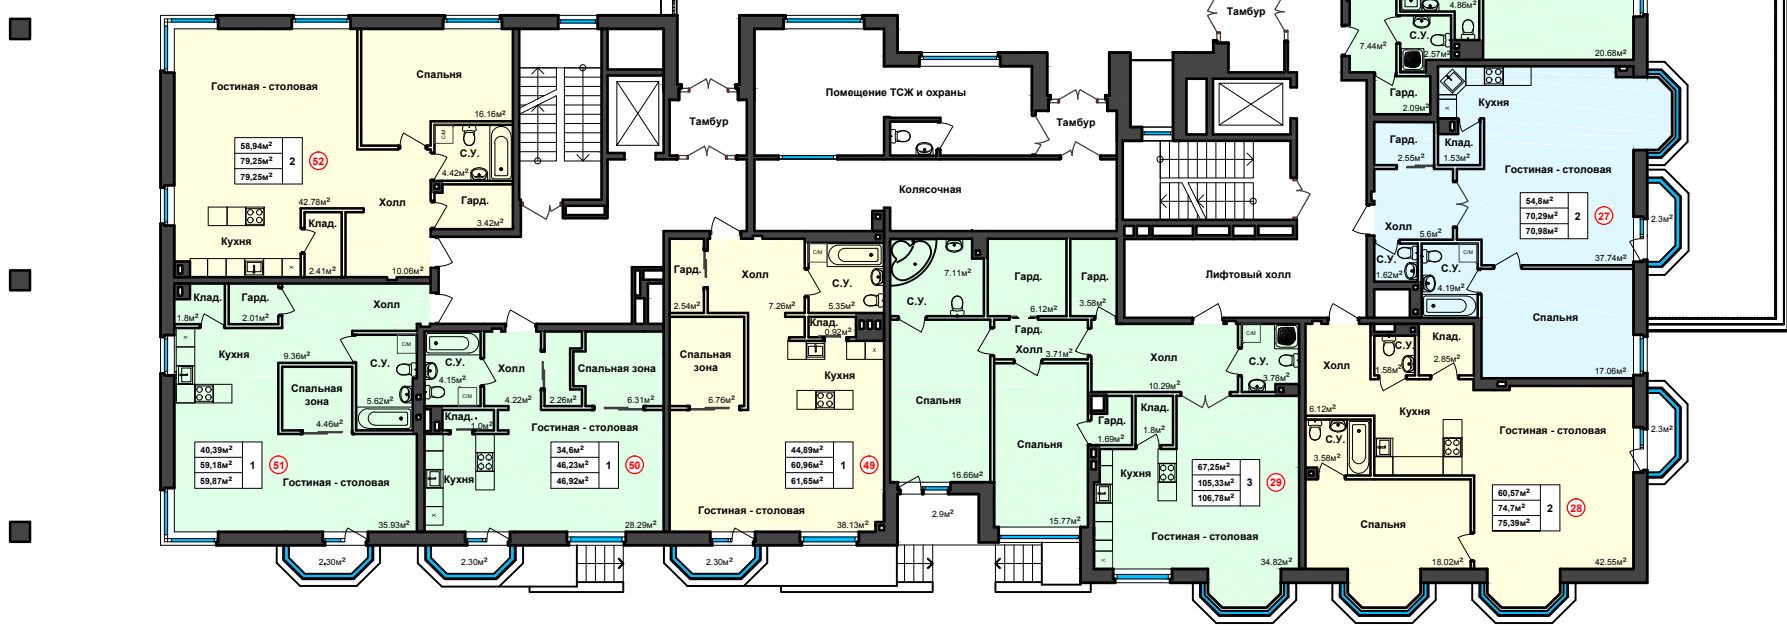 Гостиная - столовая
58,94м²
79,25м²
79,25м²
2
52
42.78м²
Кухня
Клад.
2.41м²
Спальня
16.16м²
С/М
С.У.
4.42м²
Гард.
3.42м²
Холл
10.06м²
Тамбур
Помещение ТСЖ и охраны
Тамбур
Колясочная
Тамбур
Лифтовый холл
4.86м²
С.У.
2.57м²
7.44м²
20.68м²
Гард.
2.09м²
Кухня
Гард.
2.55м²
Клад.
1.53м²
Гостиная - столовая
54,8м²
70,29м²
70,98м²
2
27
2.3м²
37.74м²
Холл
5.6м²
С.У.
1.62м²
С/М
С.У.
4.19м²
Спальня
17.06м²
Клад.
1.8м²
Гард.
2.01м²
Холл
Кухня
9.36м²
С/М
С.У.
5.62м²
Спальная
зона
4.46м²
40,39м²
59,18м²
59,87м²
1
51
Гостиная - столовая
35.93м²
2.30м²
С.У.
4.15м²
С/М
Холл
4.22м²
2.26м²
Спальная зона
6.31м²
Клад.
1.0м²
Гостиная - столовая
34,6м²
46,23м²
46,92м²
1
50
Кухня
28.29м²
2.30м²
Гард.
2.54м²
Холл
7.26м²
С/М
С.У.
5.35м²
Клад.
0.92м²
Спальная
зона
6.76м²
Кухня
44,89м²
60,96м²
61,65м²
1
49
Гостиная - столовая
38.13м²
2.30м²
7.11м²
С.У.
Гард.
6.12м²
Гард.
3.58м²
Гард.
Холл
3.71м²
Спальня
16.66м²
Спальня
15.77м²
2.9м²
Холл
10.29м²
С/М
С.У.
3.78м²
Гард.
1.69м²
Клад.
1.8м²
Кухня
67,25м²
105,33м²
106,78м²
3
29
Гостиная - столовая
34.82м²
Холл
6.12м²
С.У.
1.58м²
Клад.
2.85м²
Кухня
С.У.
3.58м²
Гостиная - столовая
2.3м²
Спальня
18.02м²
60,57м²
74,7м²
75,39м²
2
28
42.55м²